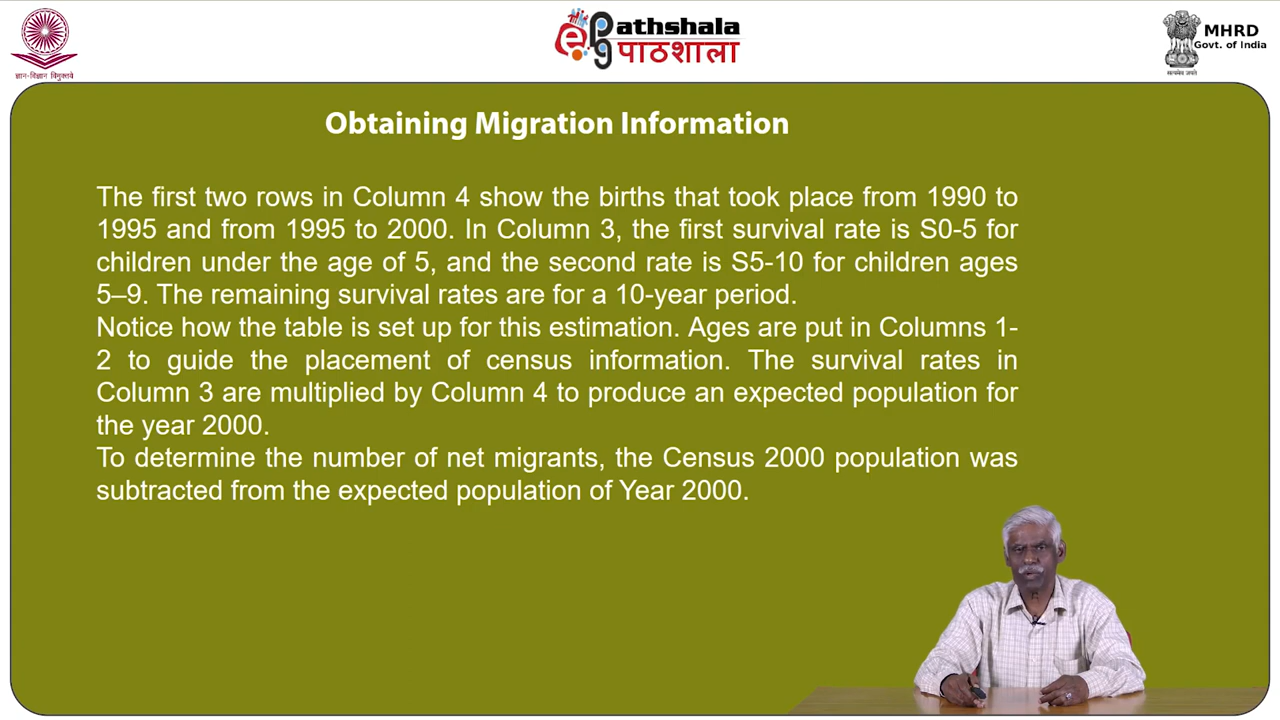 ज्ञान-विज्ञान विमुक्तये
ePathshala
पाठशाला
MHRD
Govt. of India
सत्यमेव जयते
Obtaining Migration Information
The first two rows in Column 4 show the births that took place from 1990 to
1995 and from 1995 to 2000. In Column 3, the first survival rate is S0-5 for
children under the age of 5, and the second rate is S5-10 for children ages
5–9. The remaining survival rates are for a 10-year period.
Notice how the table is set up for this estimation. Ages are put in Columns 1-
2 to guide the placement of census information. The survival rates in
Column 3 are multiplied by Column 4 to produce an expected population for
the year 2000.
To determine the number of net migrants, the Census 2000 population was
subtracted from the expected population of Year 2000.